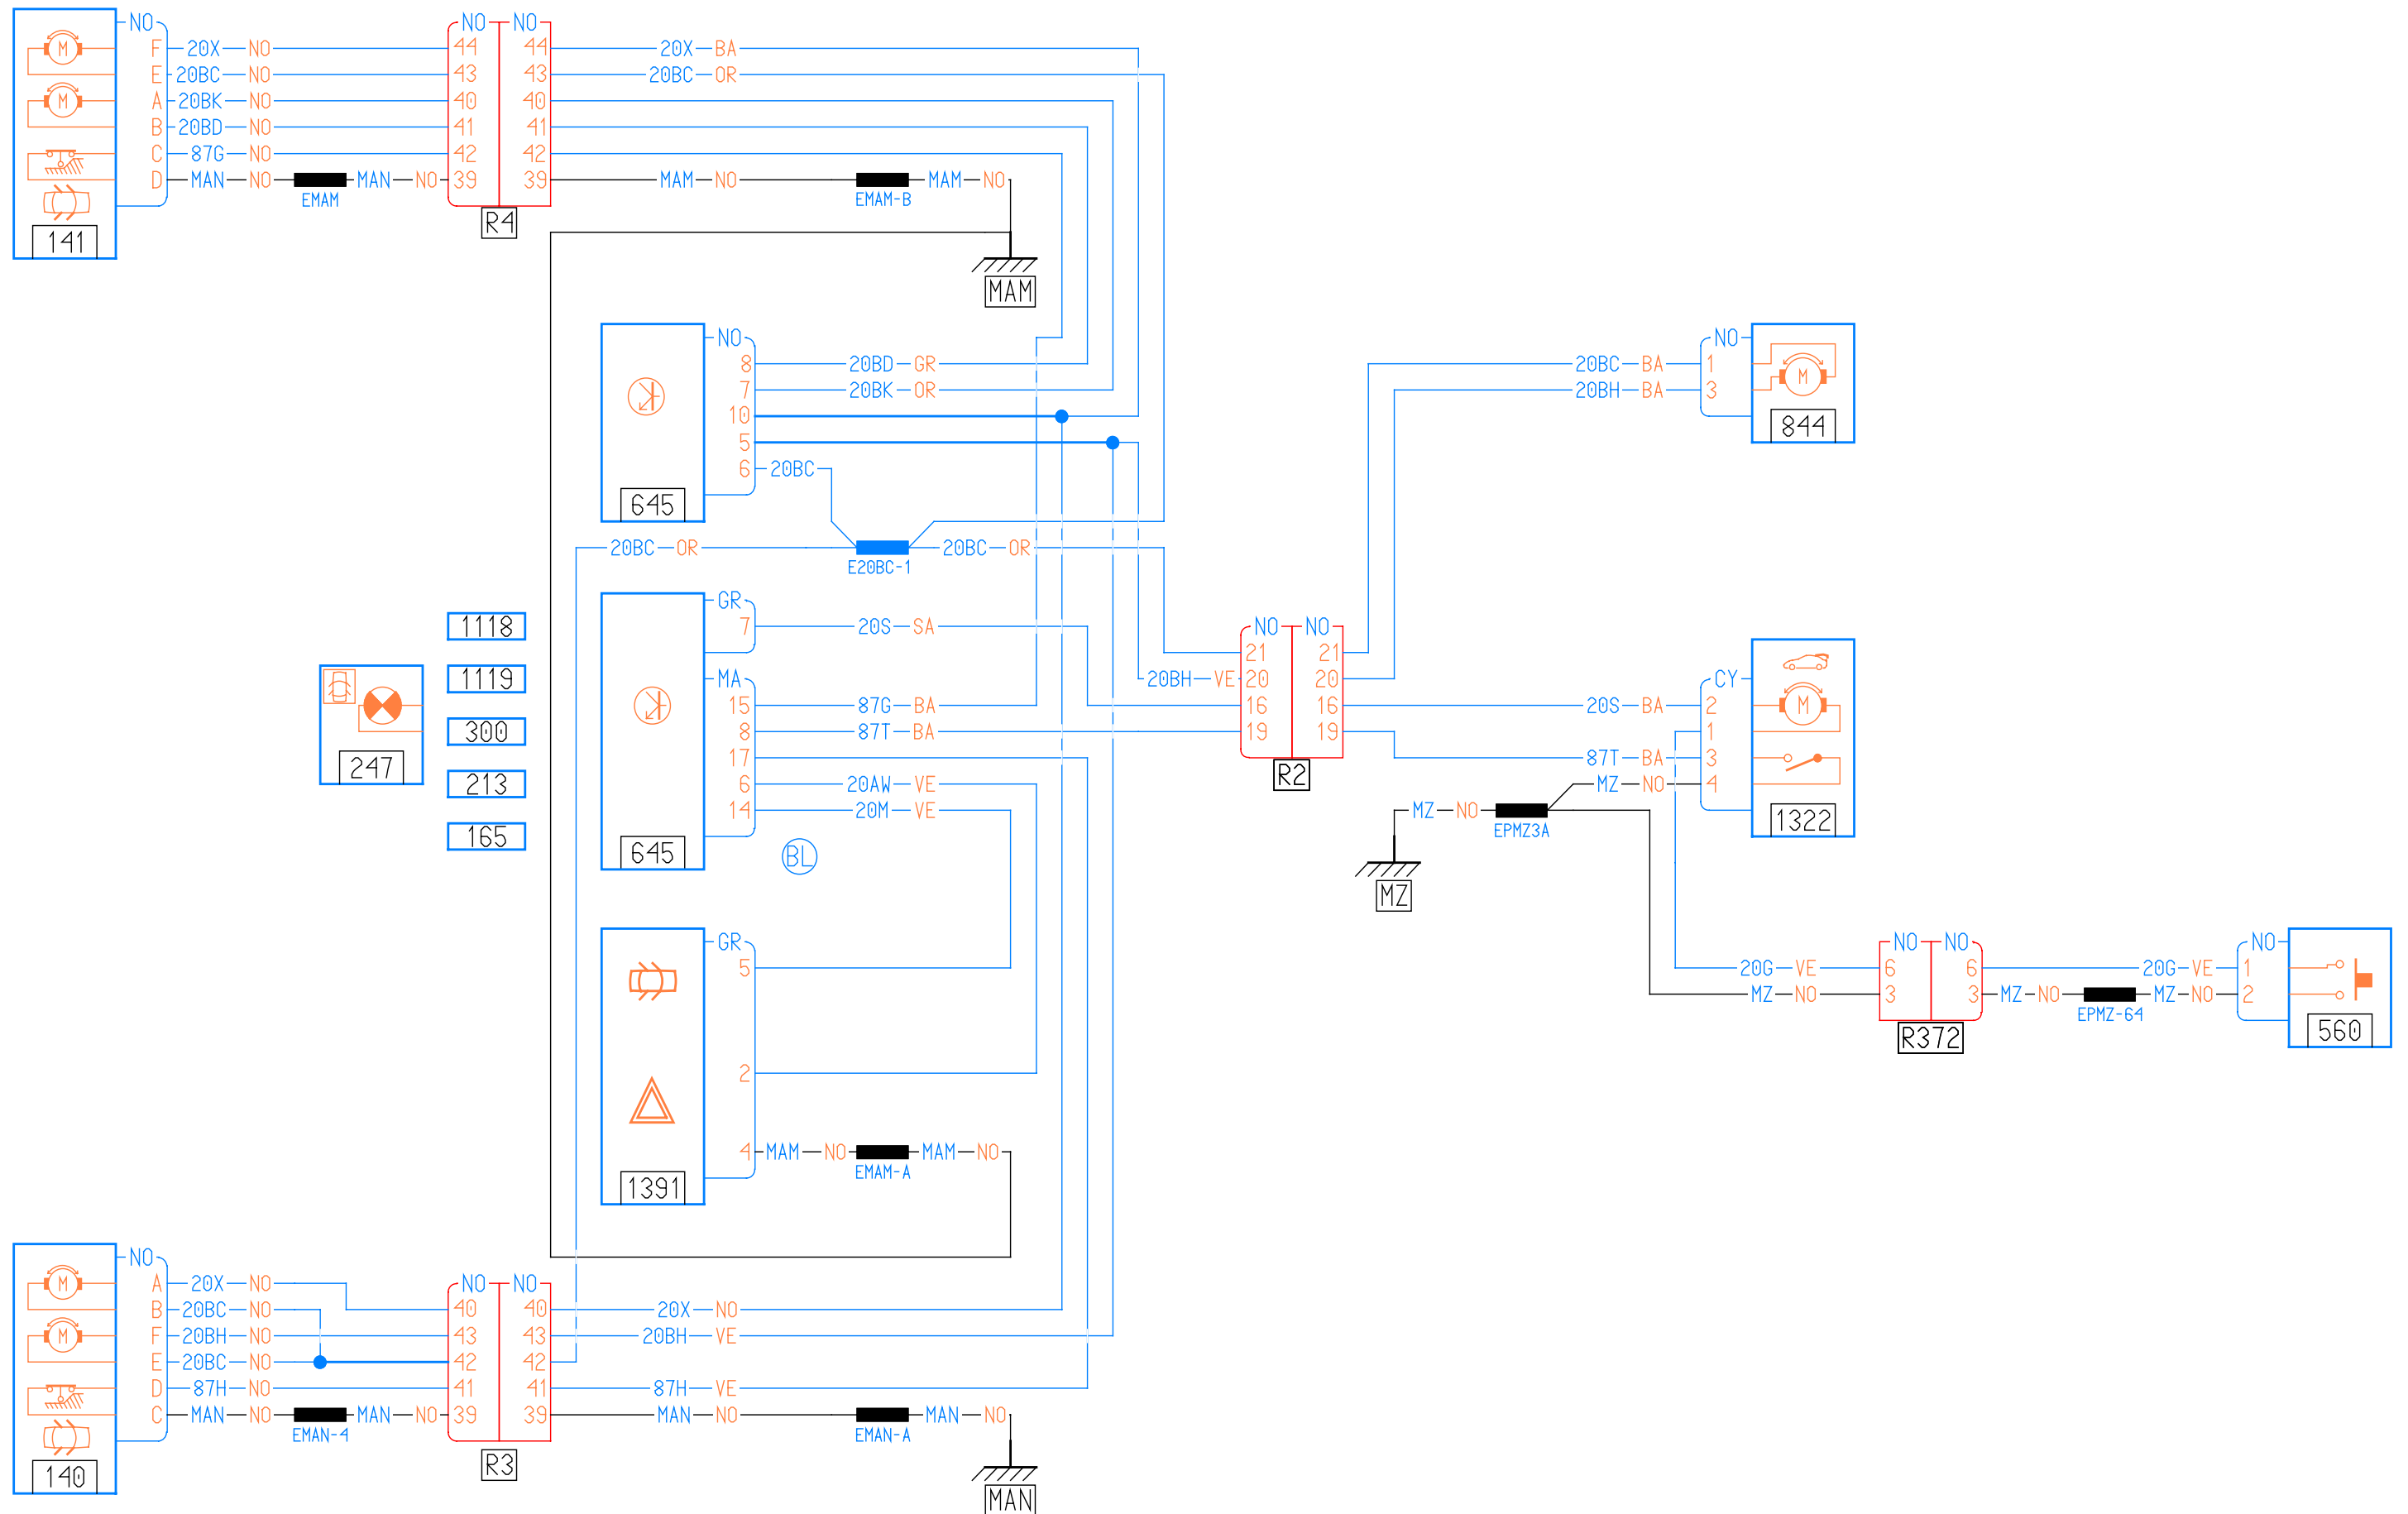 NO NO NO
F 20X NO 44 44 20X BA
E 20BC NO 43 43 20BC OR
A 20BK NO 40 40
B 20BD NO 41 41
C 87G NO 42 42
D MAN NO MAN NO 39 39 MAM NO MAM NO
EMAM EMAM-B
M
M
141
R4
MAM
NO NO
8 20BD GR 20BC BA 1
7 20BK OR 20BH BA 3
M
10
844
5
6 20BC
645
20BC OR 20BC OR
E20BC-1
GR
1118 7 20S SA NO NO
21 21
1119 MA 20BH VE 20 20 CY
15 87G BA 16 16 20S BA 2
M
300 8 87T BA 19 19 1
17 87T BA 3
247 R2
213 6 20AW VE MZ NO 4
14 20M VE MZ NO
EPMZ3A
1322
165 645 BL
MZ
GR NO NO NO
5 20G VE 6 6 20G VE 1
MZ NO 3 3 MZ NO MZ NO 2
EPMZ-64
R372 560
2
4 MAM NO MAM NO
EMAM-A
1391
NO NO NO
A 20X NO
B 20BC NO 40 40 20X NO
F 20BH NO 43 43 20BH VE
E 20BC NO 42 42
D 87H NO 41 41 87H VE
C MAN NO MAN NO 39 39 MAN NO MAN NO
EMAN-4 EMAN-A
M
M
140
R3
MAN